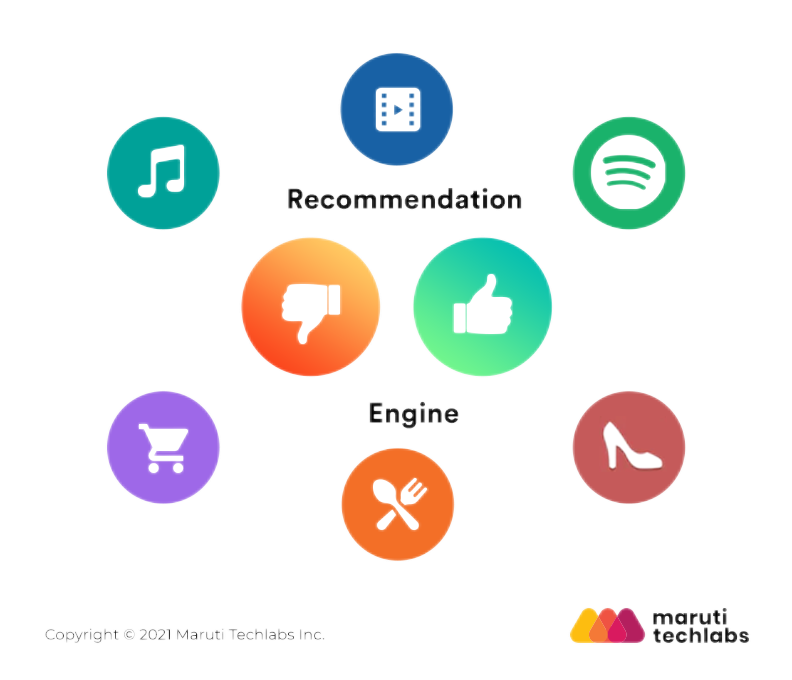 Recommendation
Engine
Copyright © 2021 Maruti Techlabs Inc.
maruti
techlabs